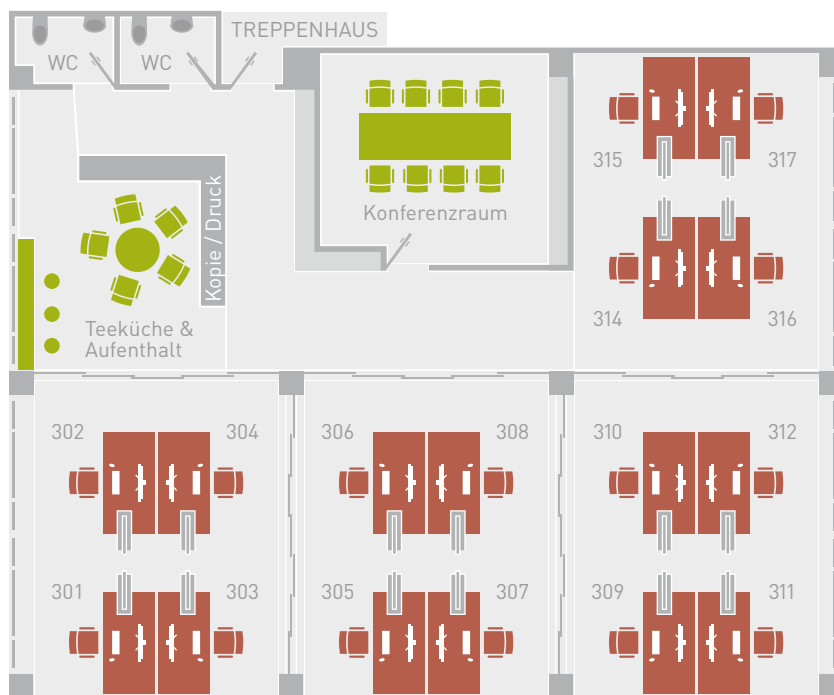 TREPPENHAUS
WC
WC
315
317
Konferenzraum
Kopie / Druck
314
316
Teeküche &
Aufenthalt
302
304
306
308
310
312
301
303
305
307
309
311